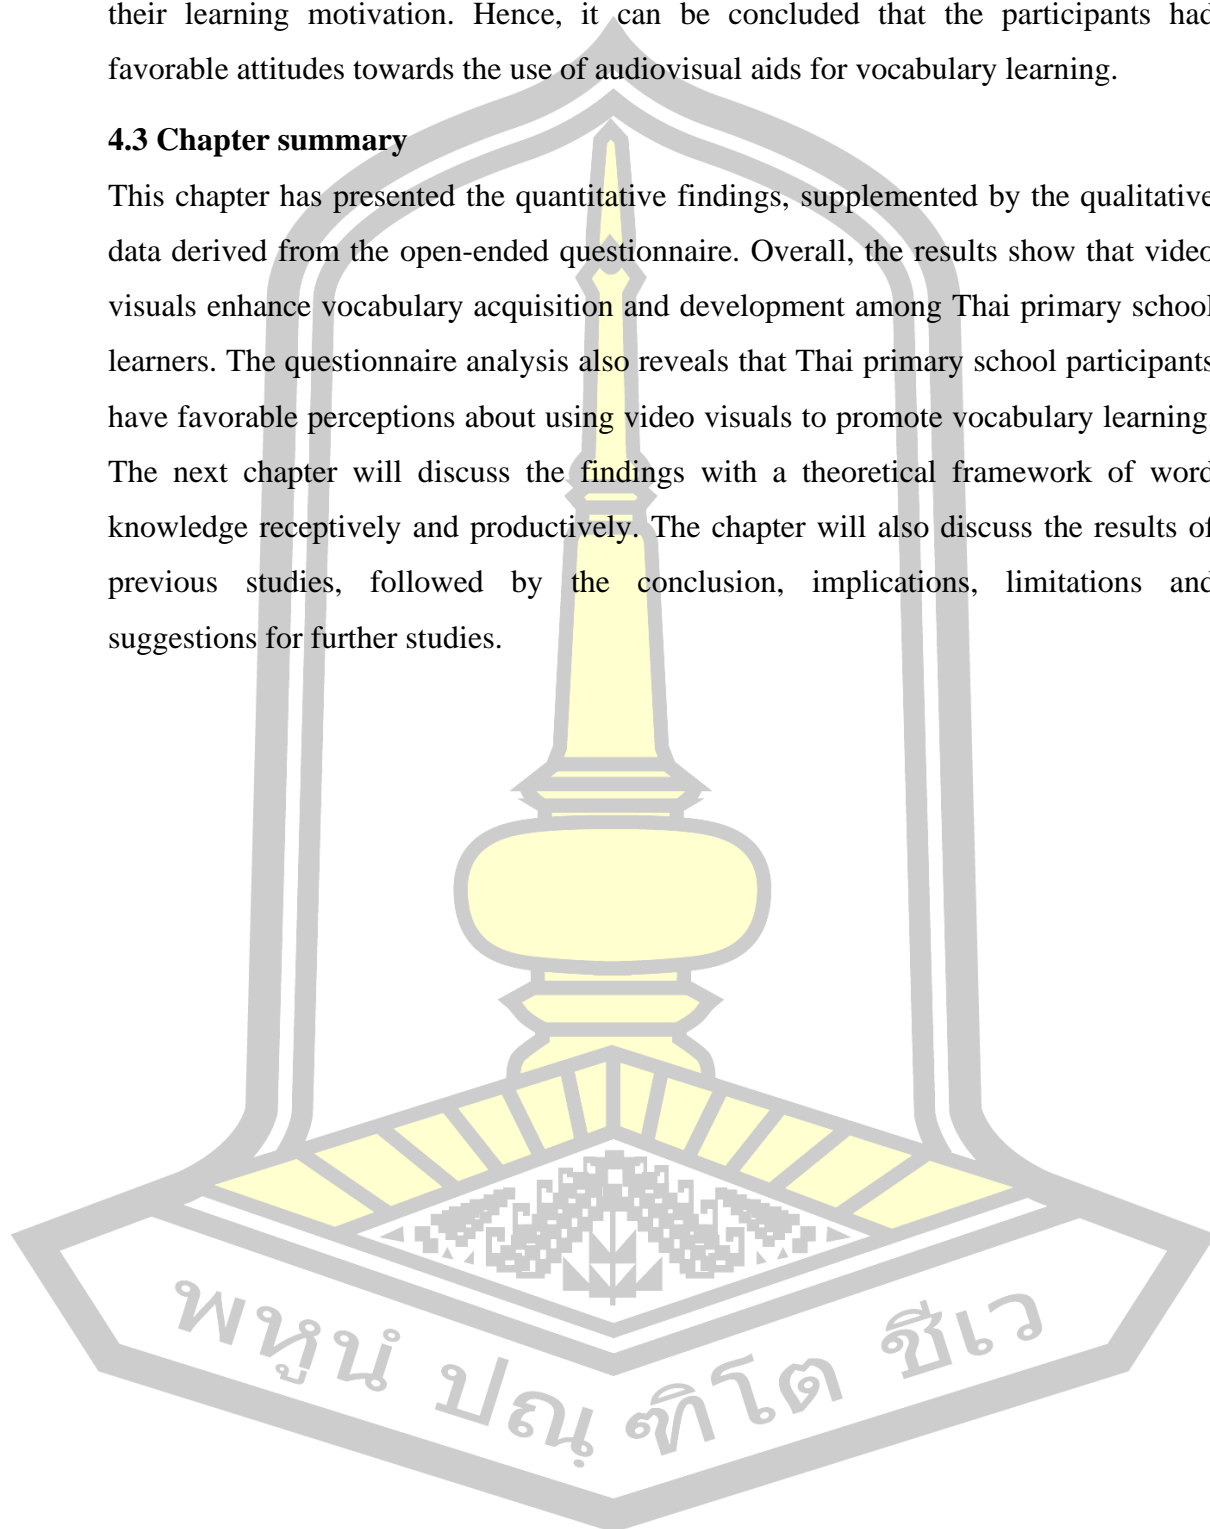 their learning motivation. Hence, it can be concluded that the participants had
favorable attitudes towards the use of audiovisual aids for vocabulary learning.
4.3 Chapter summary
This chapter has presented the quantitative findings, supplemented by the qualitative
data derived from the open-ended questionnaire. Overall, the results show that video
visuals enhance vocabulary acquisition and development among Thai primary school
learners. The questionnaire analysis also reveals that Thai primary school participants
have favorable perceptions about using video visuals to promote vocabulary learning.
The next chapter will discuss the findings with a theoretical framework of word
knowledge receptively and productively. The chapter will also discuss the results of
previous studies, followed by the conclusion, implications, limitations and
suggestions for further studies.
พหูนํ ปณฺฑิโต ชีเว